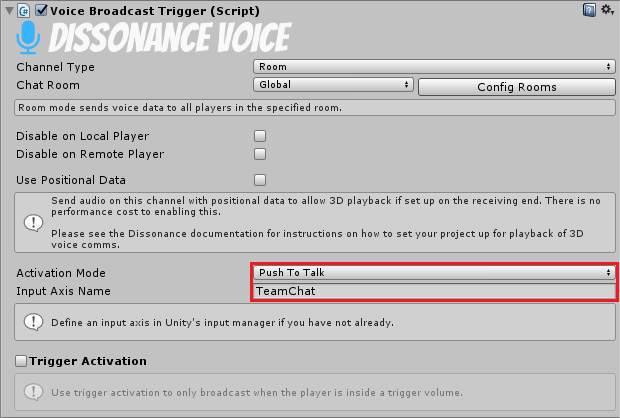 Voice Broadcast Trigger (Script)
DISSONANCE VOICE
Channel Type Room
Chat Room Global Config Rooms
Room mode sends voice data to all players in the specified room.
Disable on Local Player
Disable on Remote Player
Use Positional Data
Send audio on this channel with positional data to allow 3D playback if set up on the receiving end. There is no
performance cost to enabling this.
Please see the Dissonance documentation for instructions on how to set your project up for playback of 3D
voice comms.
Activation Mode Push To Talk
Input Axis Name TeamChat
Define an input axis in Unity's input manager if you have not already.
Trigger Activation
Use trigger activation to only broadcast when the player is inside a trigger volume.